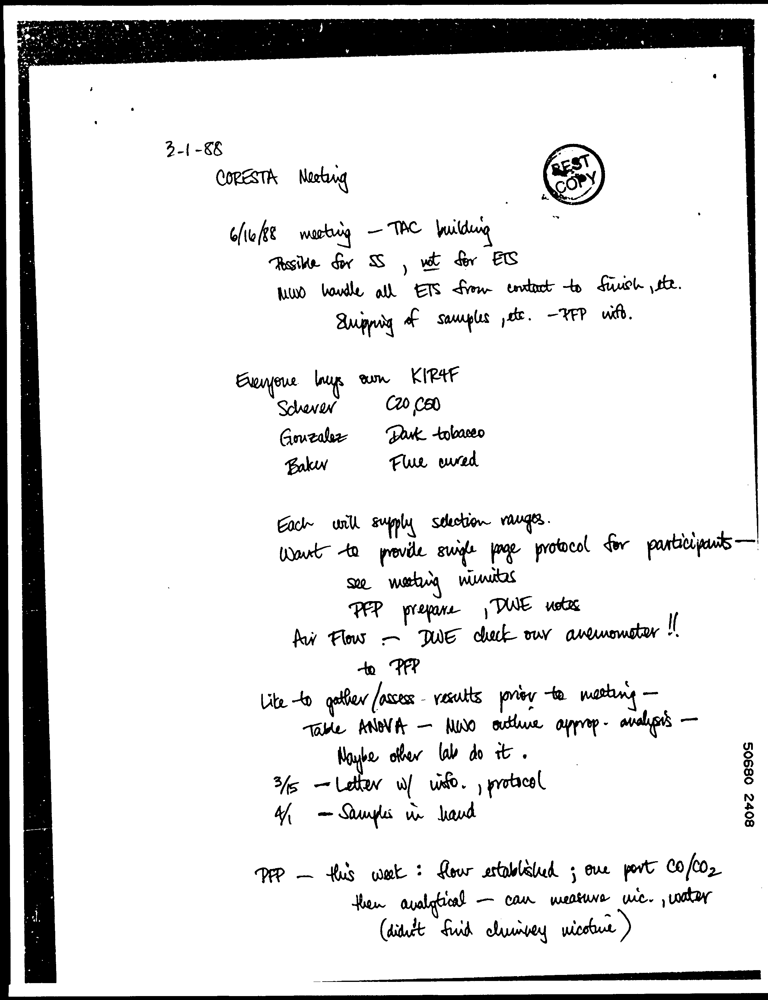 3-1-88
CORESTA Meeting
BEST
COPY
6/16/88 meeting — TAC building
Possible for SS, not for ETS
MWO handle all ETS from contact to finish, etc.
Shipping of samples, etc. - PFP info.
Everyone buys own K1R4F
Scherer C20, C50
Gonzalez Dark tobacco
Baker Flue cured
Each will supply selection ranges.
Want to provide single page protocol for participants —
see meeting minutes
PFP prepare, DWE notes
Air Flow — DWE check our anemometer !!
to PFP
Like to gather/assess - results prior to meeting —
Table ANOVA — MWO outline approp. analysis —
Maybe other lab do it.
3/15 — Letter w/ info., protocol
4/1 — Samples in hand
PFP — this week : flow established ; one port CO/CO2
then analytical — can measure nic., water
(didn't find chimney nicotine)
50680 2408